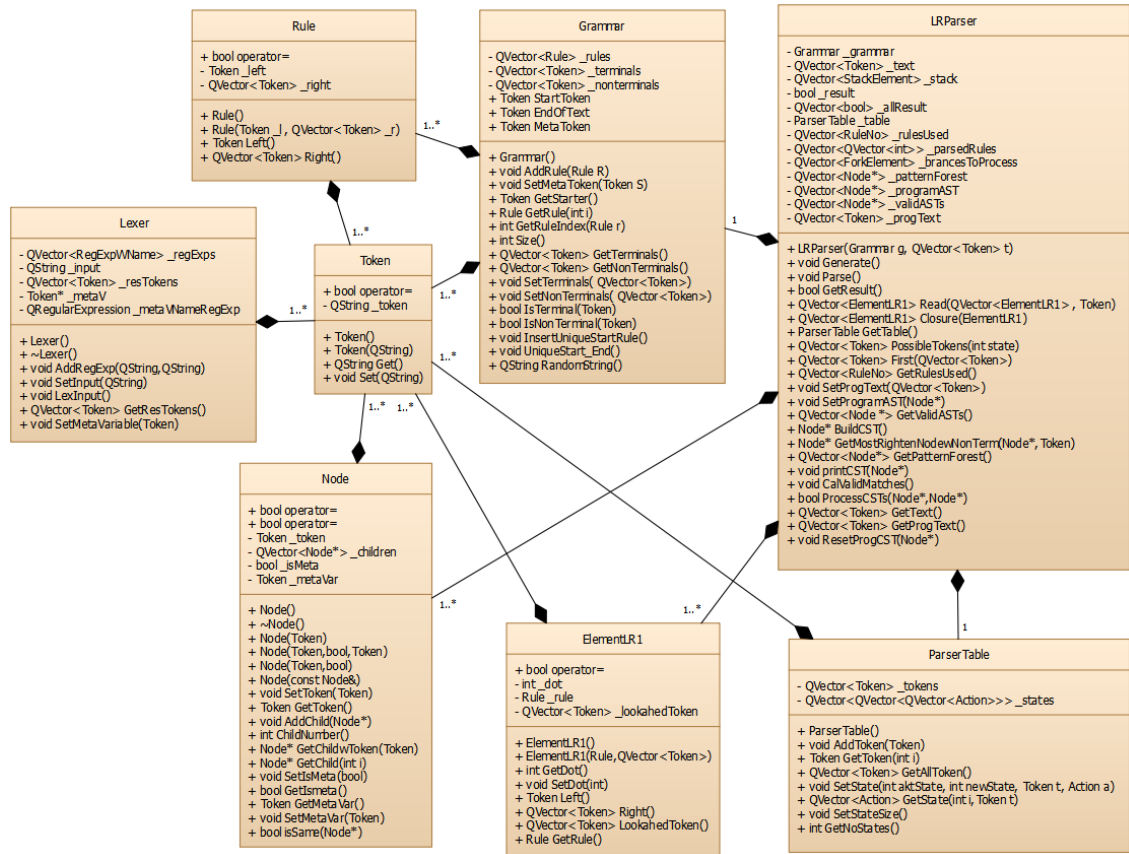 Rule
+ bool operator=
- Token _left
- QVector<Token> _right
+ Rule()
+ Rule(Token _l , QVector<Token> _r)
+ Token Left()
+ QVector<Token> Right()
1..*
1..*
Grammar
- QVector<Rule> _rules
- QVector<Token> _terminals
- QVector<Token> _nonterminals
+ Token StartToken
+ Token EndOfText
+ Token MetaToken
+ Grammar()
+ void AddRule(Rule R)
+ void SetMetaToken(Token S)
+ Token GetStarter()
+ Rule GetRule(int i)
+ int GetRuleIndex(Rule r)
+ int Size()
+ QVector<Token> GetTerminals()
+ QVector<Token> GetNonTerminals()
+ void SetTerminals( QVector<Token>)
+ void SetNonTerminals( QVector<Token>)
+ bool IsTerminal(Token)
+ bool IsNonTerminal(Token)
+ void InsertUniqueStartRule()
+ void UniqueStart_End()
+ QString RandomString()
1
1..*
LRParser
- Grammar _grammar
- QVector<Token> _text
- QVector<StackElement> _stack
- bool _result
- QVector<bool> _allResult
- ParserTable _table
- QVector<RuleNo> _rulesUsed
- QVector<QVector<int>> _parsedRules
- QVector<ForkElement> _brancesToProcess
- QVector<Node*> _patternForest
- QVector<Node*> _programAST
- QVector<Node*> _validASTs
- QVector<Token> _progText
+ LRParser(Grammar g, QVector<Token> t)
+ void Generate()
+ void Parse()
+ bool GetResult()
+ QVector<ElementLR1> Read(QVector<ElementLR1> , Token)
+ QVector<ElementLR1> Closure(ElementLR1)
+ ParserTable GetTable()
+ QVector<Token> PossibleTokens(int state)
+ QVector<Token> First(QVector<Token>)
+ QVector<RuleNo> GetRulesUsed()
+ void SetProgText(QVector<Token>)
+ void SetProgramAST(Node*)
+ QVector<Node *> GetValidASTs()
+ Node* BuildCST()
+ Node* GetMostRightenNodewNonTerm(Node*, Token)
+ QVector<Node*> GetPatternForest()
+ void printCST(Node*)
+ void CalValidMatches()
+ bool ProcessCSTs(Node*,Node*)
+ QVector<Token> GetText()
+ QVector<Token> GetProgText()
+ void ResetProgCST(Node*)
Lexer
- QVector<RegExpWName> _regExps
- QString _input
- QVector<Token> _resTokens
- Token* _metaV
- QRegularExpression _metaVNameRegExp
+ Lexer()
+ ~Lexer()
+ void AddRegExp(QString,QString)
+ void SetInput(QString)
+ void LexInput()
+ QVector<Token> GetResTokens()
+ void SetMetaVariable(Token)
1..*
Token
+ bool operator=
- QString _token
+ Token()
+ Token(QString)
+ QString Get()
+ void Set(QString)
1..*
1..*
1..*
Node
+ bool operator=
+ bool operator=
- Token _token
- QVector<Node*> _children
- bool _isMeta
- Token _metaVar
+ Node()
+ ~Node()
+ Node(Token)
+ Node(Token,bool,Token)
+ Node(Token,bool)
+ Node(const Node&)
+ void SetToken(Token)
+ Token GetToken()
+ void AddChild(Node*)
+ int ChildNumber()
+ Node* GetChildwToken(Token)
+ Node* GetChild(int i)
+ void SetIsMeta(bool)
+ bool GetIsmeta()
+ Token GetMetaVar()
+ void SetMetaVar(Token)
+ bool isSame(Node*)
1..*
1..*
ElementLR1
+ bool operator=
- int _dot
- Rule _rule
- QVector<Token> _lookahedToken
+ ElementLR1()
+ ElementLR1(Rule,QVector<Token>)
+ int GetDot()
+ void SetDot(int)
+ Token Left()
+ QVector<Token> Right()
+ QVector<Token> LookahedToken()
+ Rule GetRule()
1
ParserTable
- QVector<Token> _tokens
- QVector<QVector<QVector<Action>>> _states
+ ParserTable()
+ void AddToken(Token)
+ Token GetToken(int i)
+ QVector<Token> GetAllToken()
+ void SetState(int aktState, int newState, Token t, Action a)
+ QVector<Action> GetState(int i, Token t)
+ void SetStateSize()
+ int GetNoStates()